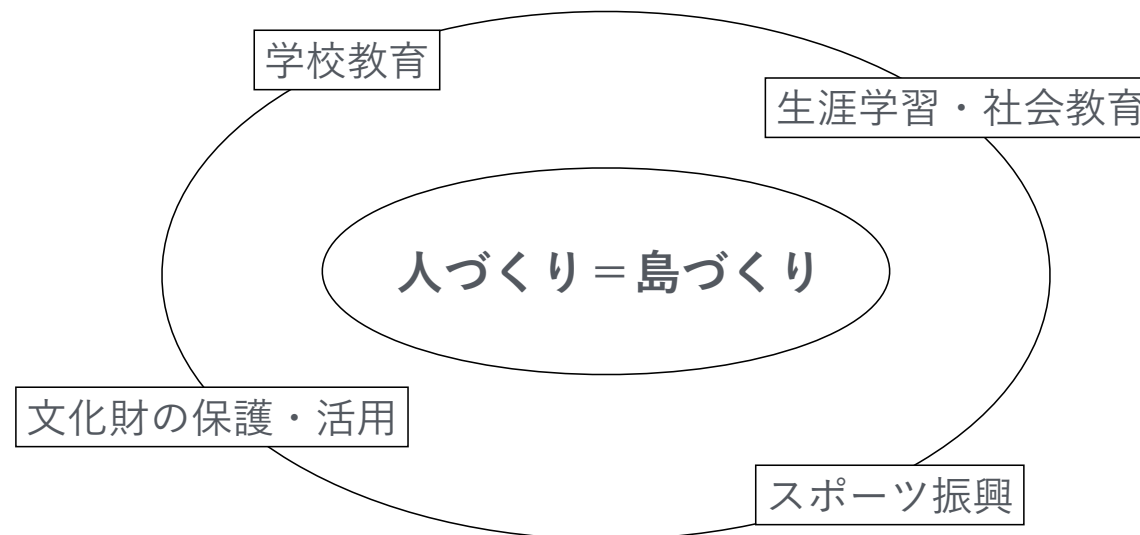 学校教育
生涯学習・社会教育
人づくり＝島づくり
文化財の保護・活用
スポーツ振興